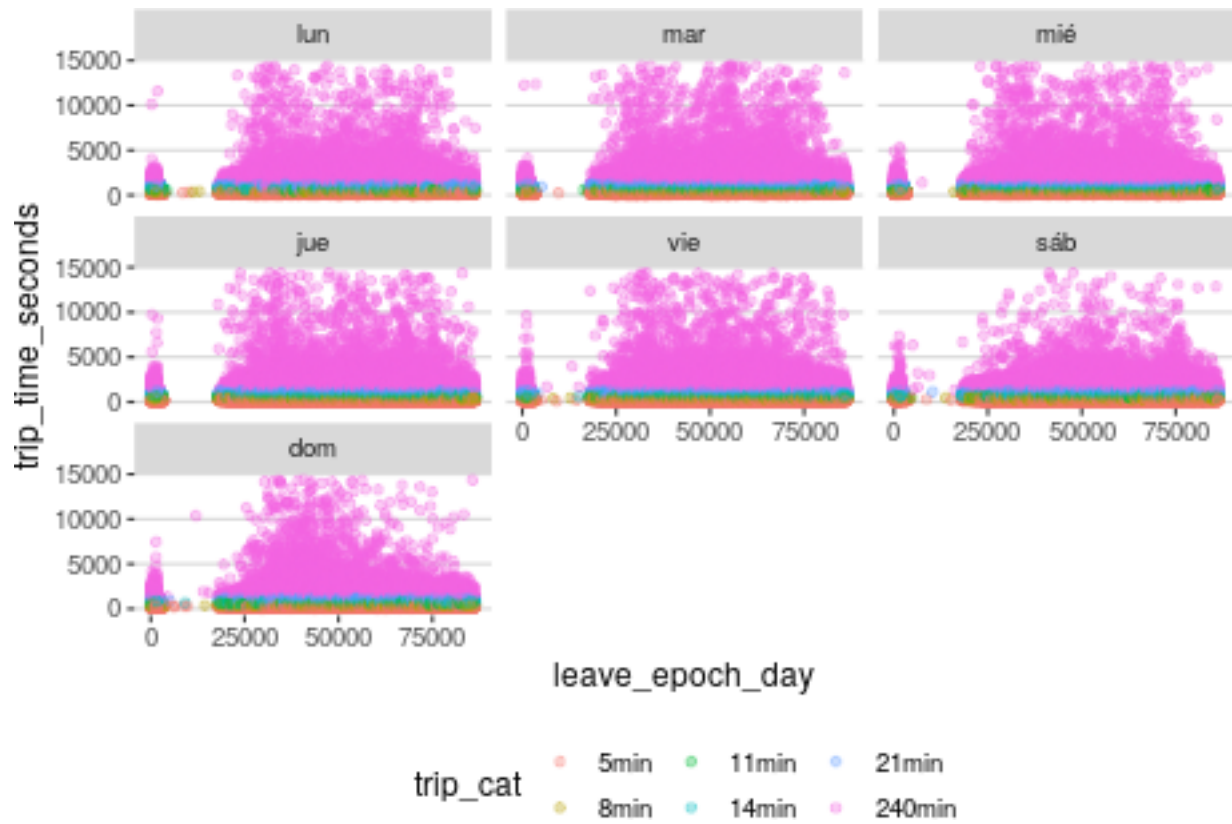 lun mar mié
15000
10000
5000
0
jue vie sáb
15000
10000
5000
0
0 25000 50000 75000 0 25000 50000 75000
dom
15000
10000
5000
0
0 25000 50000 75000
trip_time_seconds
leave_epoch_day
trip_cat
5min 11min 21min
8min 14min 240min